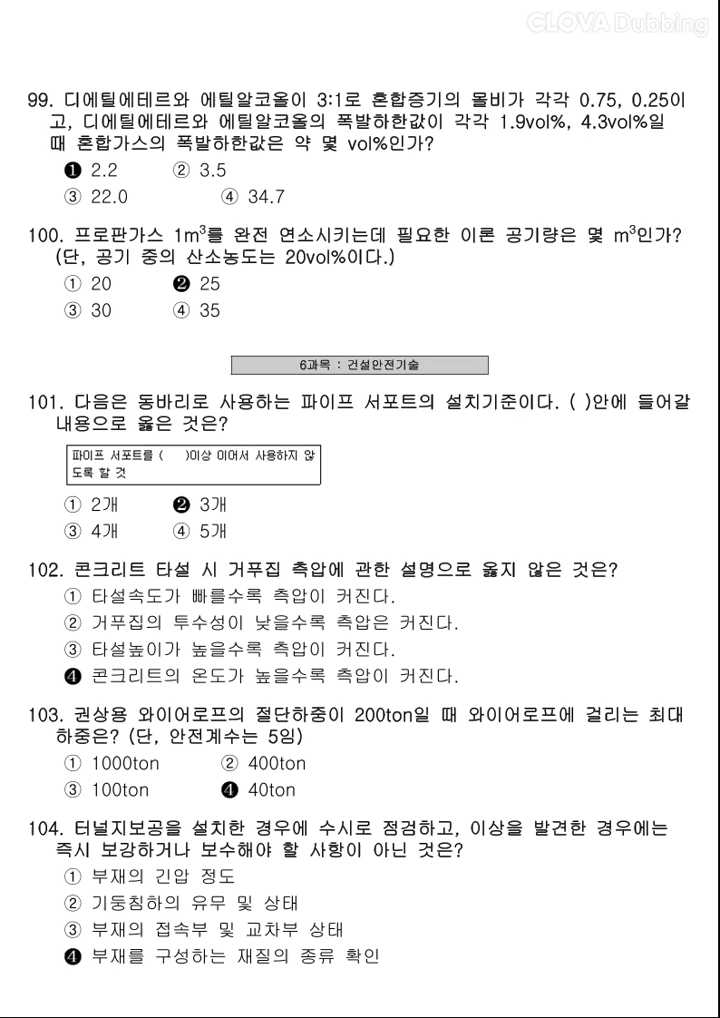 CLOVA Dubbing
99. 디에틸에테르와 에틸알코올이 3:1로 혼합증기의 몰비가 각각 0.75, 0.25이
고, 디에틸에테르와 에틸알코올의 폭발하한값이 각각 1.9vol%, 4.3vol%일
때 혼합가스의 폭발하한값은 약 몇 vol%인가?
❶ 2.2 ② 3.5
③ 22.0 ④ 34.7
100. 프로판가스 1m³를 완전 연소시키는데 필요한 이론 공기량은 몇 m³인가?
(단, 공기 중의 산소농도는 20vol%이다.)
① 20 ❷ 25
③ 30 ④ 35
6과목 : 건설안전기술
101. 다음은 동바리로 사용하는 파이프 서포트의 설치기준이다. ( )안에 들어갈
내용으로 옳은 것은?
파이프 서포트를 ( )이상 이어서 사용하지 않
도록 할 것
① 2개 ❷ 3개
③ 4개 ④ 5개
102. 콘크리트 타설 시 거푸집 측압에 관한 설명으로 옳지 않은 것은?
① 타설속도가 빠를수록 측압이 커진다.
② 거푸집의 투수성이 낮을수록 측압은 커진다.
③ 타설높이가 높을수록 측압이 커진다.
❹ 콘크리트의 온도가 높을수록 측압이 커진다.
103. 권상용 와이어로프의 절단하중이 200ton일 때 와이어로프에 걸리는 최대
하중은? (단, 안전계수는 5임)
① 1000ton ② 400ton
③ 100ton ❹ 40ton
104. 터널지보공을 설치한 경우에 수시로 점검하고, 이상을 발견한 경우에는
즉시 보강하거나 보수해야 할 사항이 아닌 것은?
① 부재의 긴압 정도
② 기둥침하의 유무 및 상태
③ 부재의 접속부 및 교차부 상태
❹ 부재를 구성하는 재질의 종류 확인